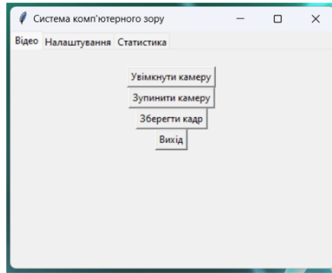 Система комп'ютерного зору
Відео Налаштування Статистика
Увімкнути камеру
Зупинити камеру
Зберегти кадр
Вихід